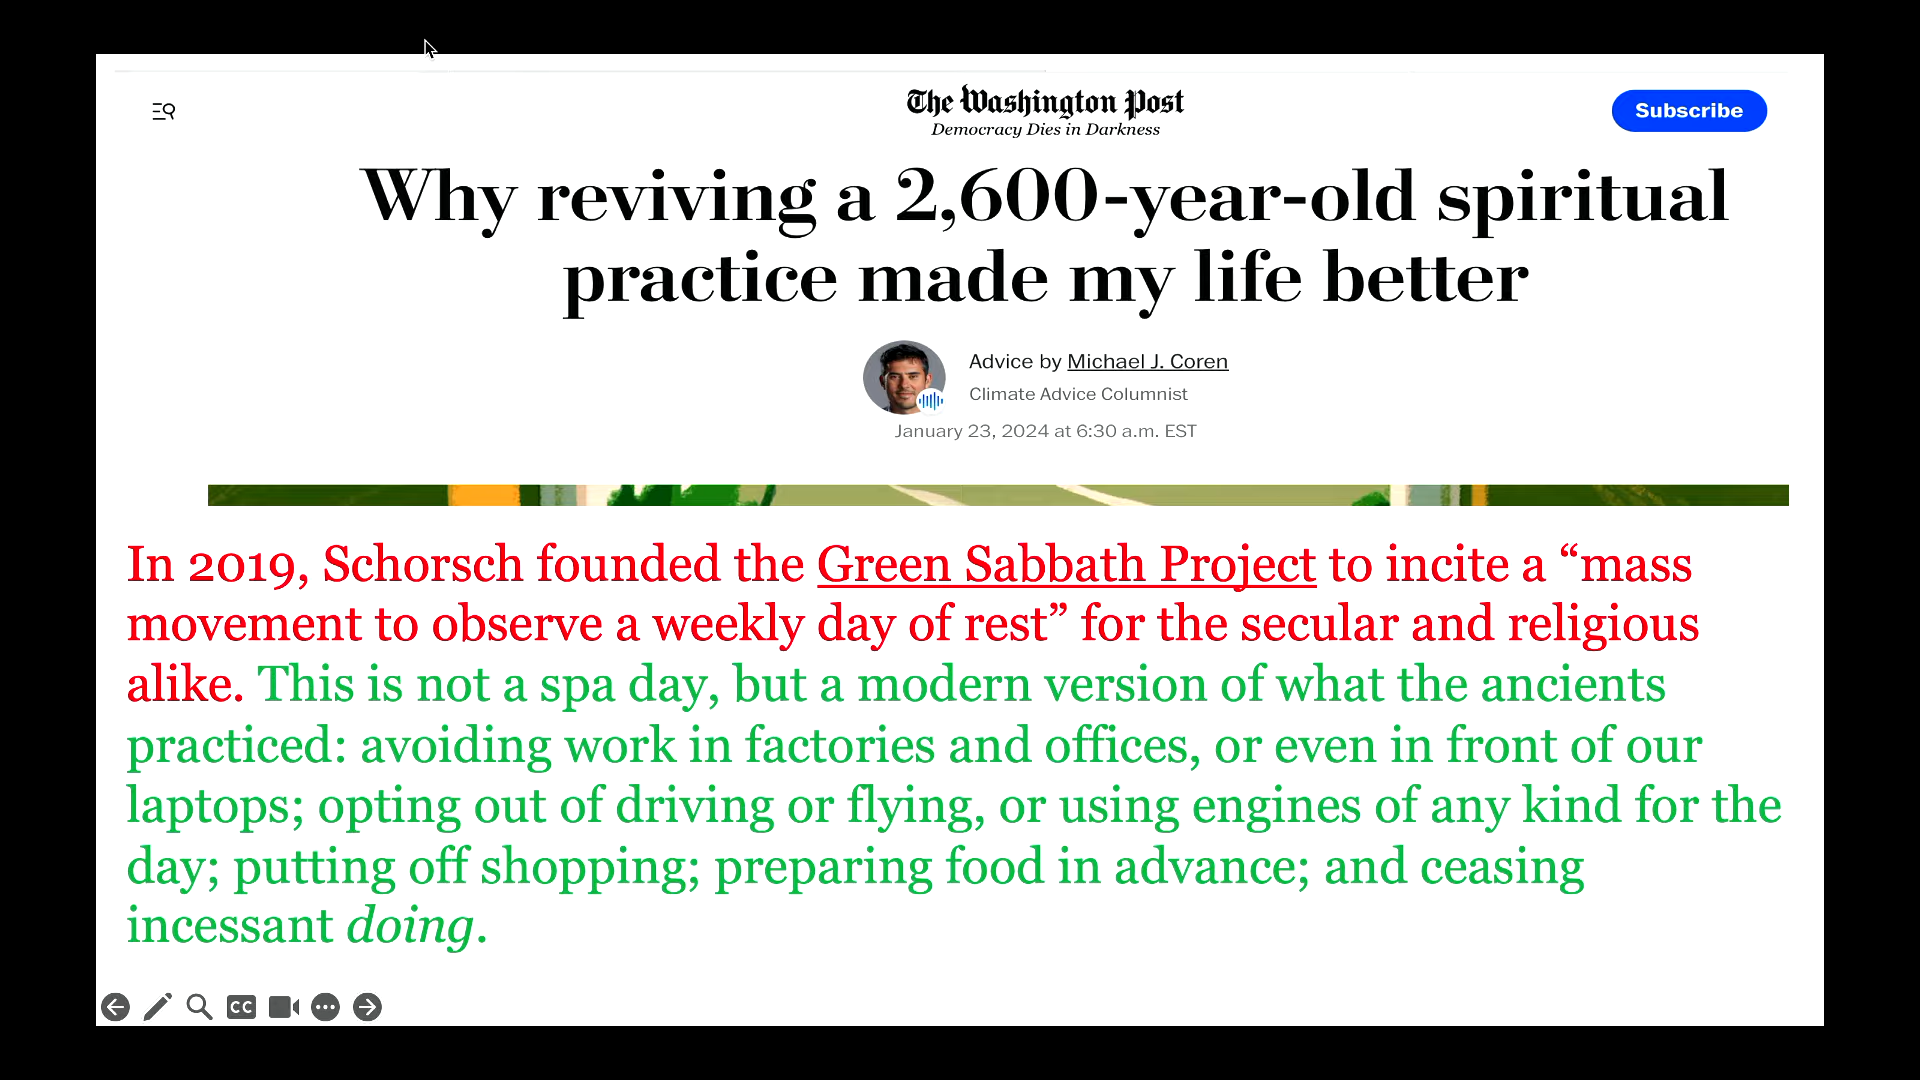 The Washington Post
Democracy Dies in Darkness
Subscribe
Why reviving a 2,600-year-old spiritual
practice made my life better
Advice by Michael J. Coren
Climate Advice Columnist
January 23, 2024 at 6:30 a.m. EST
In 2019, Schorsch founded the Green Sabbath Project to incite a “mass
movement to observe a weekly day of rest” for the secular and religious
alike. This is not a spa day, but a modern version of what the ancients
practiced: avoiding work in factories and offices, or even in front of our
laptops; opting out of driving or flying, or using engines of any kind for the
day; putting off shopping; preparing food in advance; and ceasing
incessant doing.
CC